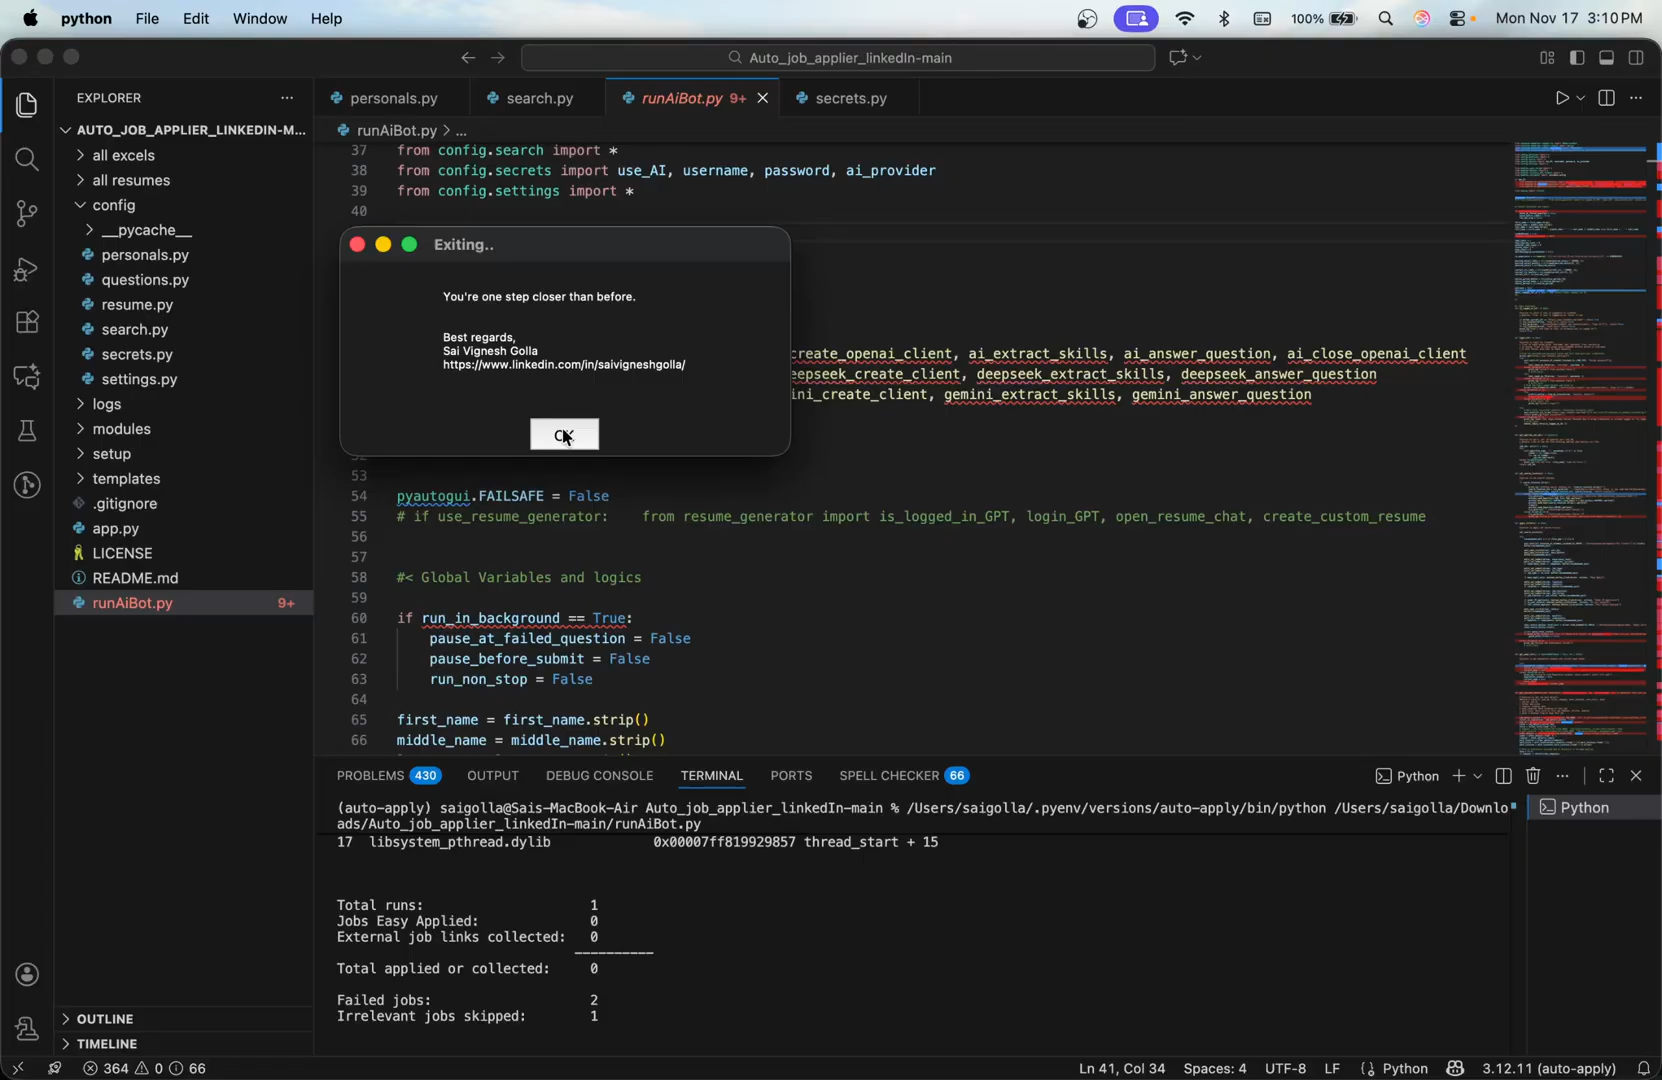 python File Edit Window Help
100% Mon Nov 17 3:10 PM
Auto_job_applier_linkedIn-main
EXPLORER
personals.py
search.py
runAiBot.py 9+
secrets.py
AUTO_JOB_APPLIER_LINKEDIN-M...
all excels
all resumes
config
__pycache__
personals.py
questions.py
resume.py
search.py
secrets.py
settings.py
logs
modules
setup
templates
.gitignore
app.py
LICENSE
README.md
runAiBot.py 9+
OUTLINE
TIMELINE
runAiBot.py > ...
37 from config.search import *
38 from config.secrets import use_AI, username, password, ai_provider
39 from config.settings import *
40
Exiting..
You're one step closer than before.
Best regards,
Sai Vignesh Golla
https://www.linkedin.com/in/saivigneshgolla/
create_openai_client, ai_extract_skills, ai_answer_question, ai_close_openai_client
eepseek_create_client, deepseek_extract_skills, deepseek_answer_question
ini_create_client, gemini_extract_skills, gemini_answer_question
53
54 pyautogui.FAILSAFE = False
55 # if use_resume_generator: from resume_generator import is_logged_in_GPT, login_GPT, open_resume_chat, create_custom_resume
56
57
58 #< Global Variables and logics
59
60 if run_in_background == True:
61 pause_at_failed_question = False
62 pause_before_submit = False
63 run_non_stop = False
64
65 first_name = first_name.strip()
66 middle_name = middle_name.strip()
PROBLEMS 430 OUTPUT DEBUG CONSOLE TERMINAL PORTS SPELL CHECKER 66
Python
Python
(auto-apply) saigolla@Sais-MacBook-Air Auto_job_applier_linkedIn-main % /Users/saigolla/.pyenv/versions/auto-apply/bin/python /Users/saigolla/Downlo
ads/Auto_job_applier_linkedIn-main/runAiBot.py
17 libsystem_pthread.dylib 0x00007ff819929857 thread_start + 15
Total runs: 1
Jobs Easy Applied: 0
External job links collected: 0
----------
Total applied or collected: 0
Failed jobs: 2
Irrelevant jobs skipped: 1
364 0 66
Ln 41, Col 34 Spaces: 4 UTF-8 LF Python 3.12.11 (auto-apply)